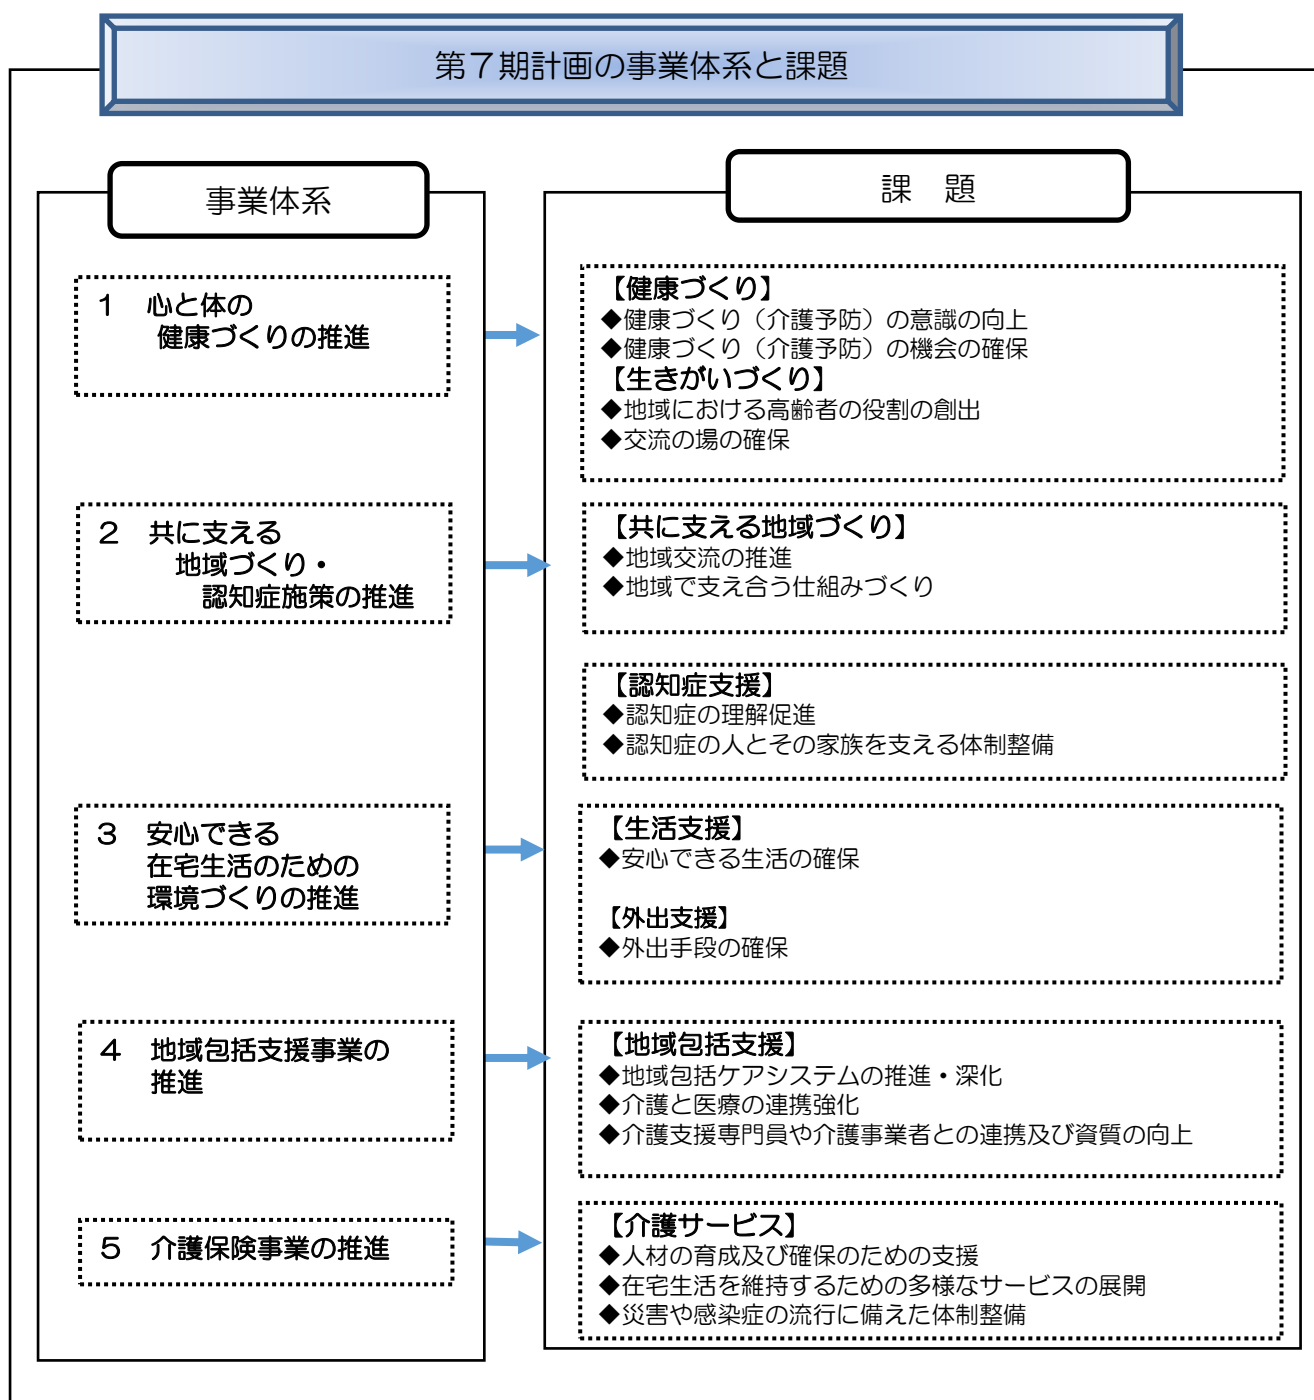 第７期計画の事業体系と課題
事業体系
課　題
１　心と体の
健康づくりの推進
【健康づくり】
◆健康づくり（介護予防）の意識の向上
◆健康づくり（介護予防）の機会の確保
【生きがいづくり】
◆地域における高齢者の役割の創出
◆交流の場の確保
２　共に支える
地域づくり・
認知症施策の推進
【共に支える地域づくり】
◆地域交流の推進
◆地域で支え合う仕組みづくり
【認知症支援】
◆認知症の理解促進
◆認知症の人とその家族を支える体制整備
３　安心できる
在宅生活のための
環境づくりの推進
【生活支援】
◆安心できる生活の確保
【外出支援】
◆外出手段の確保
４　地域包括支援事業の
推進
【地域包括支援】
◆地域包括ケアシステムの推進・深化
◆介護と医療の連携強化
◆介護支援専門員や介護事業者との連携及び資質の向上
５　介護保険事業の推進
【介護サービス】
◆人材の育成及び確保のための支援
◆在宅生活を維持するための多様なサービスの展開
◆災害や感染症の流行に備えた体制整備